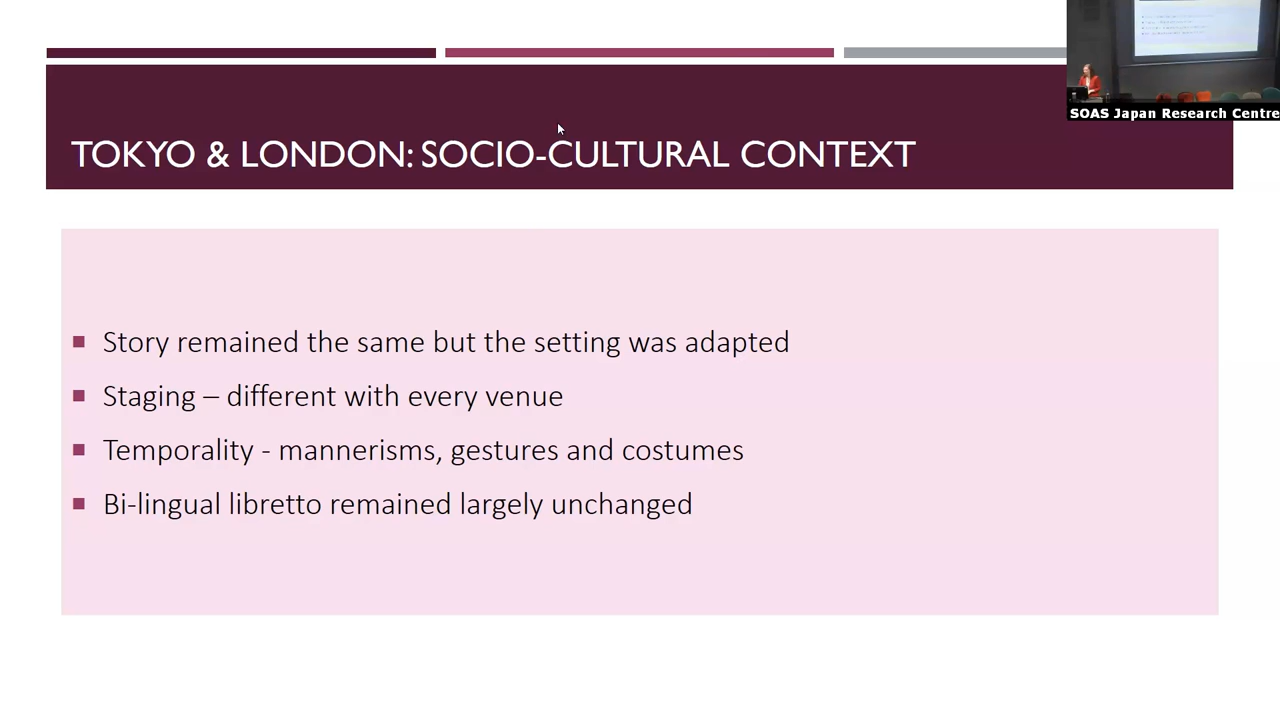 SOAS Japan Research Centre
TOKYO & LONDON: SOCIO-CULTURAL CONTEXT
Story remained the same but the setting was adapted
Staging – different with every venue
Temporality - mannerisms, gestures and costumes
Bi-lingual libretto remained largely unchanged